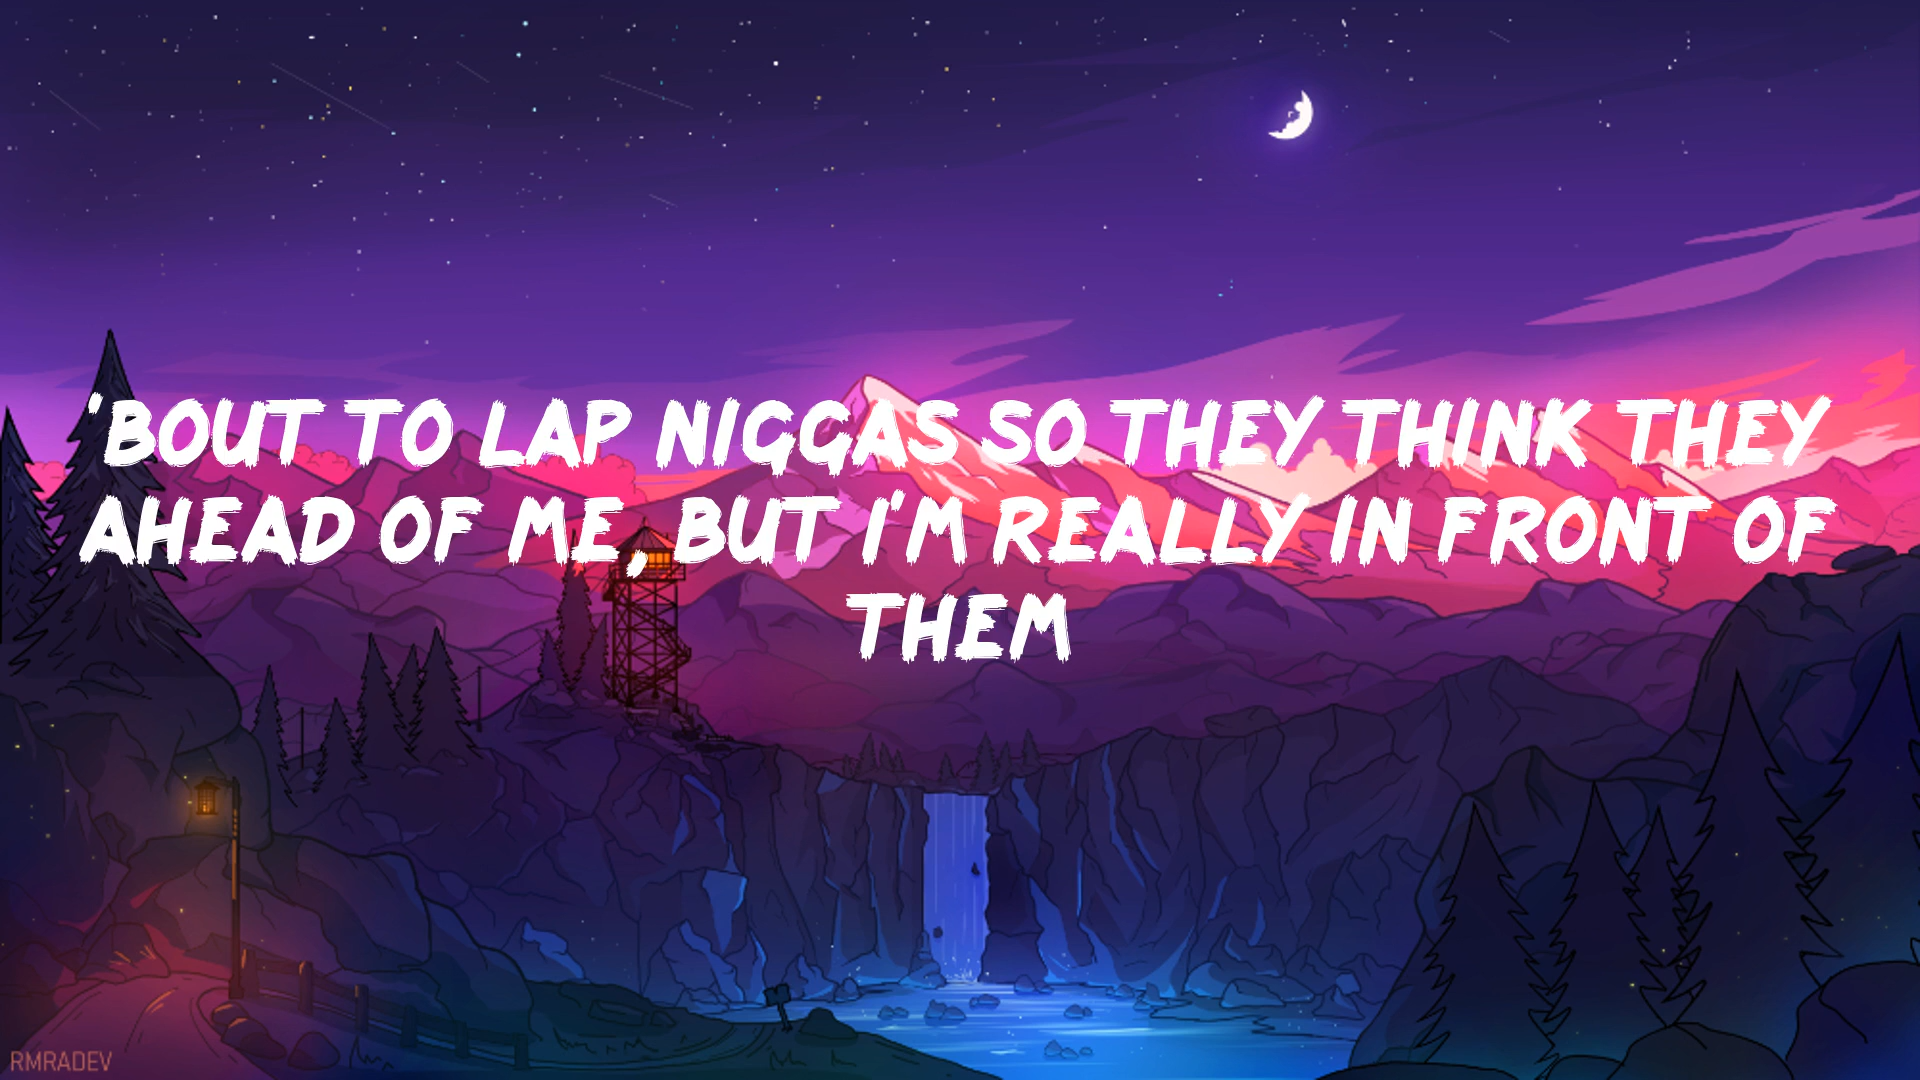 'BOUT TO LAP NIGGAS SO THEY THINK THEY
AHEAD OF ME, BUT I'M REALLY IN FRONT OF
THEM
RMRADEV